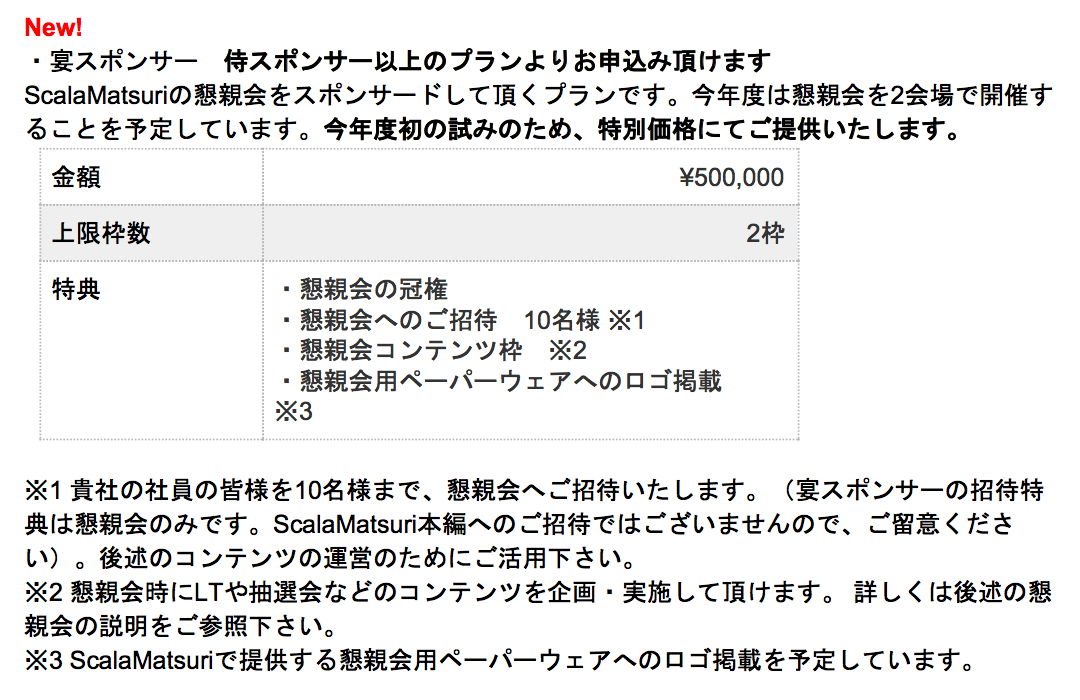 New!
・宴スポンサー　侍スポンサー以上のプランよりお申込み頂けます
ScalaMatsuriの懇親会をスポンサードして頂くプランです。今年度は懇親会を2会場で開催す
ることを予定しています。今年度初の試みのため、特別価格にてご提供いたします。
金額 ¥500,000
上限枠数 2枠
特典 ・懇親会の冠権
・懇親会へのご招待　10名様 ※1
・懇親会コンテンツ枠　※2
・懇親会用ペーパーウェアへのロゴ掲載
※3
※1 貴社の社員の皆様を10名様まで、懇親会へご招待いたします。（宴スポンサーの招待特
典は懇親会のみです。ScalaMatsuri本編へのご招待ではございませんので、ご留意くださ
い）。後述のコンテンツの運営のためにご活用下さい。
※2 懇親会時にLTや抽選会などのコンテンツを企画・実施して頂けます。 詳しくは後述の懇
親会の説明をご参照下さい。
※3 ScalaMatsuriで提供する懇親会用ペーパーウェアへのロゴ掲載を予定しています。